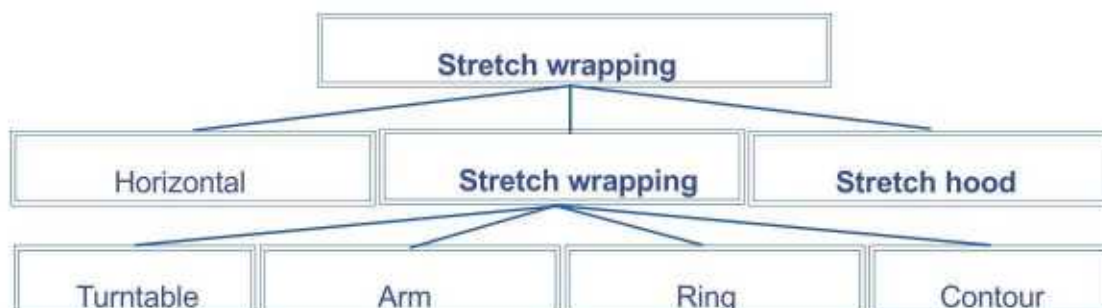 Stretch wrapping
Horizontal
Stretch wrapping
Stretch hood
Turntable
Arm
Ring
Contour